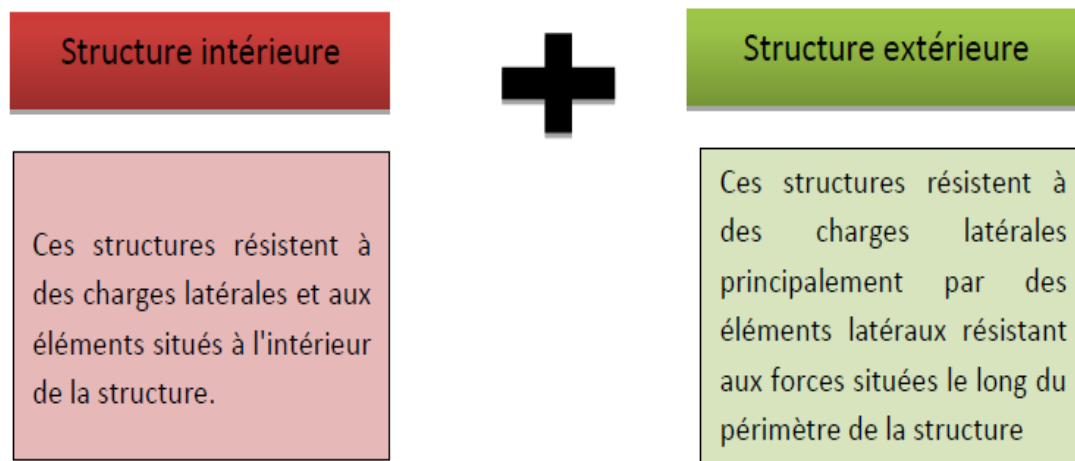 Structure intérieure
Structure extérieure
Ces structures résistent à
des charges latérales et aux
éléments situés à l'intérieur
de la structure.
Ces structures résistent à
des charges latérales
principalement par des
éléments latéraux résistant
aux forces situées le long du
périmètre de la structure